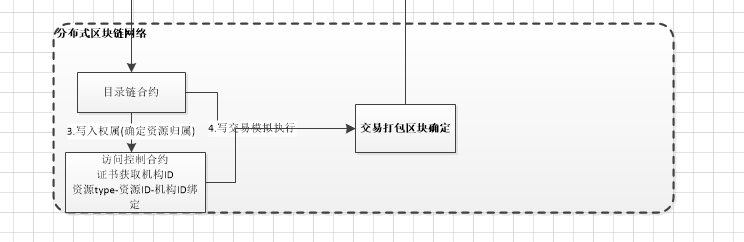 分布式区块链网络
目录链合约
3.写入权属(确定资源归属)
4.写交易模拟执行
交易打包区块确定
访问控制合约
证书获取机构ID
资源type-资源ID-机构ID绑
定